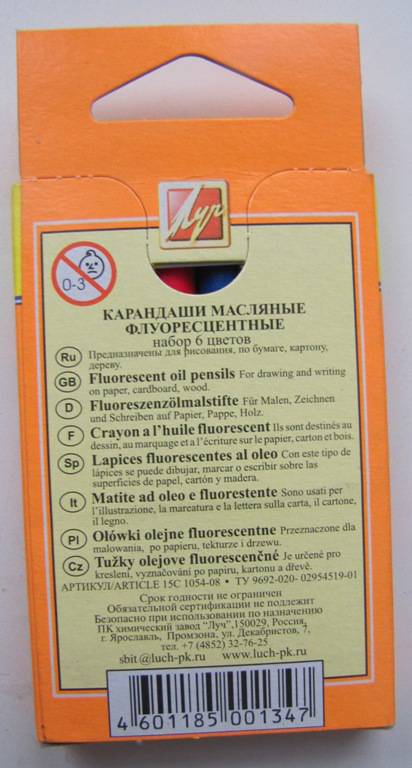 Луч
0-3
КАРАНДАШИ МАСЛЯНЫЕ
ФЛУОРЕСЦЕНТНЫЕ
набор 6 цветов
Ru Предназначены для рисования, по бумаге, картону,
дереву.
GB Fluorescent oil pensils For drawing and writing
on paper, cardboard, wood.
D Fluoreszenzölmalstifte Für Malen, Zeichnen
und Schreiben auf Papier, Pappe, Holz.
F Crayon a l'huile fluorescent Ils sont destinés au
dessin, au marquage et a l'écriture sur le papier, carton et bois.
Sp Lapices fluorescentes al oleo Con este tipo de
lápices se puede dibujar, marcar o escribir sobre las
superficies de papel, cartón y madera.
It Matite ad oleo e fluorestente Sono usati per
l'illustrazione, la mareatura e la lettura sulla carta, il cartone,
il legno.
Pl Ołówki olejne fluorescentne Przeznaczone dla
malowania, po papieru, tekturze i drzewu.
Cz Tužky olejove fluorescenčné Je určené pro
kreslení, vyznačováni po papíru, kartonu a dřevě.
АРТИКУЛ/ARTICLE 15С 1054-08 • ТУ 9692-020- 02954519-01
Срок годности не ограничен
Обязательной сертификации не подлежит
Безопасно при использовании по назначению
ПК химический завод "Луч",150029, Россия,
г. Ярославль, Промзона, ул. Декабристов, 7,
тел. +7 (4852) 32-76-25
sbit@luch-pk.ru www.luch-pk.ru
4 601185 001347